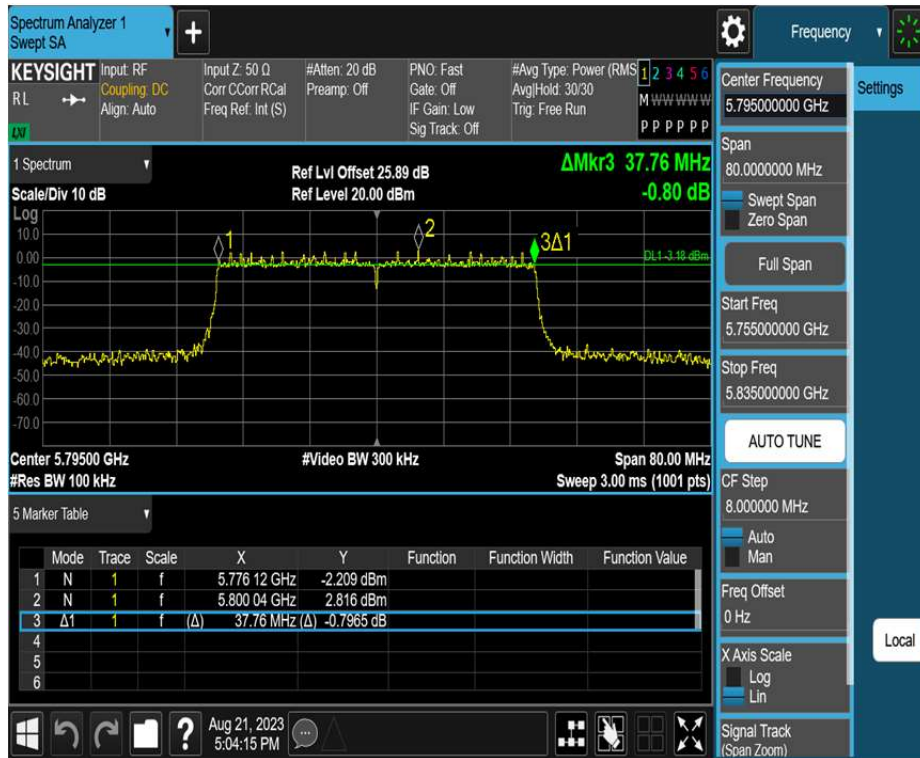 Spectrum Analyzer 1
Swept SA
+
Frequency
KEYSIGHT
RL
LXI
Input: RF
Coupling: DC
Align: Auto
Input Z: 50 Ω
Corr CCorr RCal
Freq Ref: Int (S)
#Atten: 20 dB
Preamp: Off
PNO: Fast
Gate: Off
IF Gain: Low
Sig Track: Off
#Avg Type: Power (RMS
Avg|Hold: 30/30
Trig: Free Run
1 2 3 4 5 6
M W W W W W
P P P P P P
1 Spectrum
Scale/Div 10 dB
Ref Lvl Offset 25.89 dB
Ref Level 20.00 dBm
ΔMkr3 37.76 MHz
-0.80 dB
Log
10.0
0.00
-10.0
-20.0
-30.0
-40.0
-50.0
-60.0
-70.0
1
2
3Δ1
DL1 -3.18 dBm
Center 5.79500 GHz
#Res BW 100 kHz
#Video BW 300 kHz
Span 80.00 MHz
Sweep 3.00 ms (1001 pts)
5 Marker Table
Mode Trace Scale X Y Function Function Width Function Value
1 N 1 f 5.776 12 GHz -2.209 dBm
2 N 1 f 5.800 04 GHz 2.816 dBm
3 Δ1 1 f (Δ) 37.76 MHz (Δ) -0.7965 dB
4
5
6
?
Aug 21, 2023
5:04:15 PM
Center Frequency
5.795000000 GHz
Span
80.0000000 MHz
Swept Span
Zero Span
Full Span
Start Freq
5.755000000 GHz
Stop Freq
5.835000000 GHz
AUTO TUNE
CF Step
8.000000 MHz
Auto
Man
Freq Offset
0 Hz
X Axis Scale
Log
Lin
Signal Track
(Span Zoom)
Settings
Local